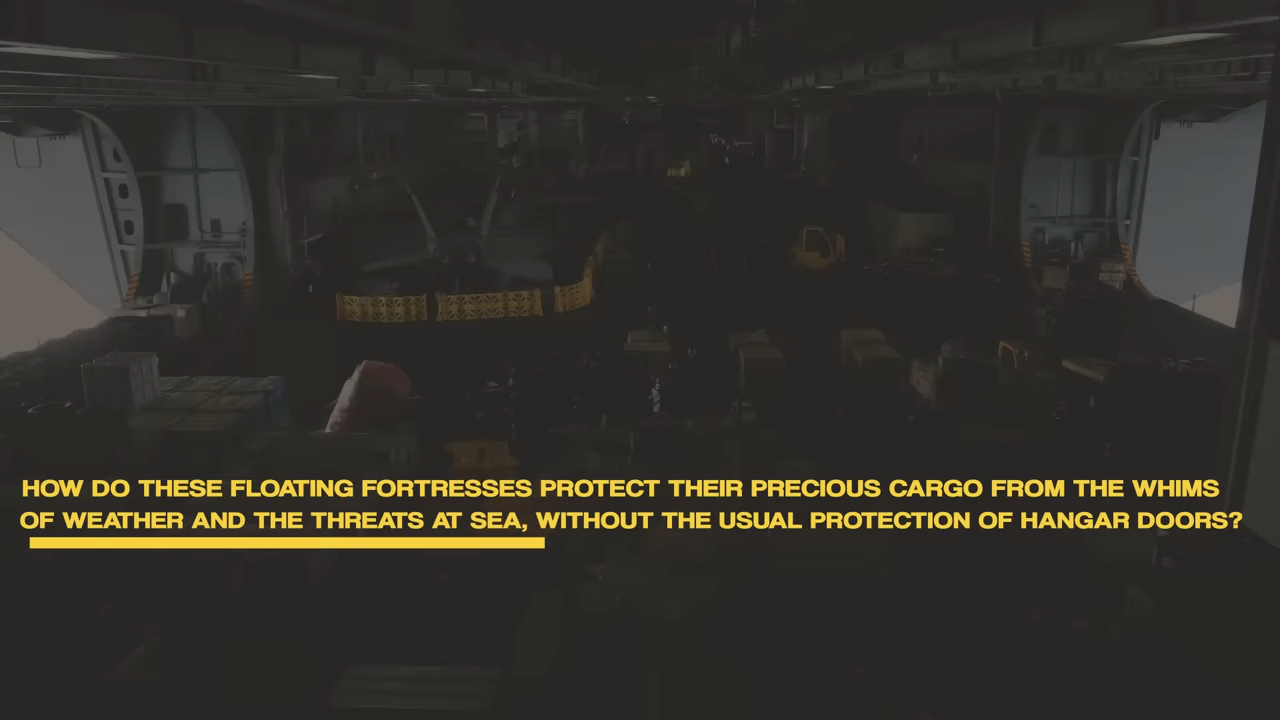 HOW DO THESE FLOATING FORTRESSES PROTECT THEIR PRECIOUS CARGO FROM THE WHIMS
OF WEATHER AND THE THREATS AT SEA, WITHOUT THE USUAL PROTECTION OF HANGAR DOORS?